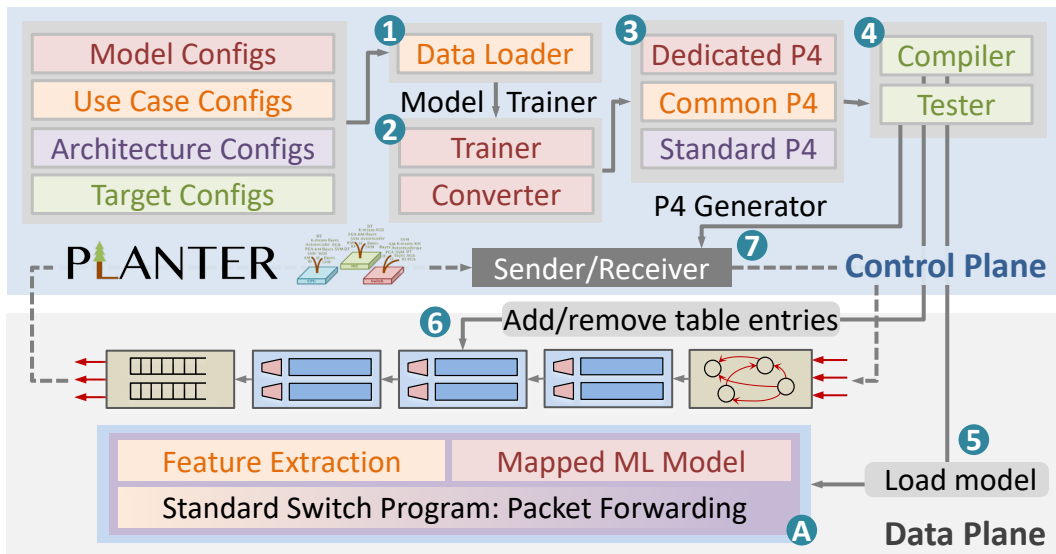 1
3
4
Model Configs
Data Loader
Dedicated P4
Compiler
Use Case Configs
Model Trainer
Common P4
Tester
2
Architecture Configs
Trainer
Standard P4
Target Configs
Converter
P4 Generator
PLANTER
Sender/Receiver
7
Control Plane
6
Add/remove table entries
5
Feature Extraction
Mapped ML Model
Load model
Standard Switch Program: Packet Forwarding
A
Data Plane